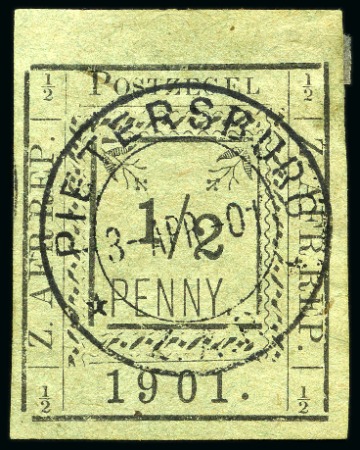 ½ POSTZEGEL ½
Z. AFR. REP.
Z. AFR. REP.
PIETERSBURG
1/2
3-APR.01
PENNY.
½ 1901. ½